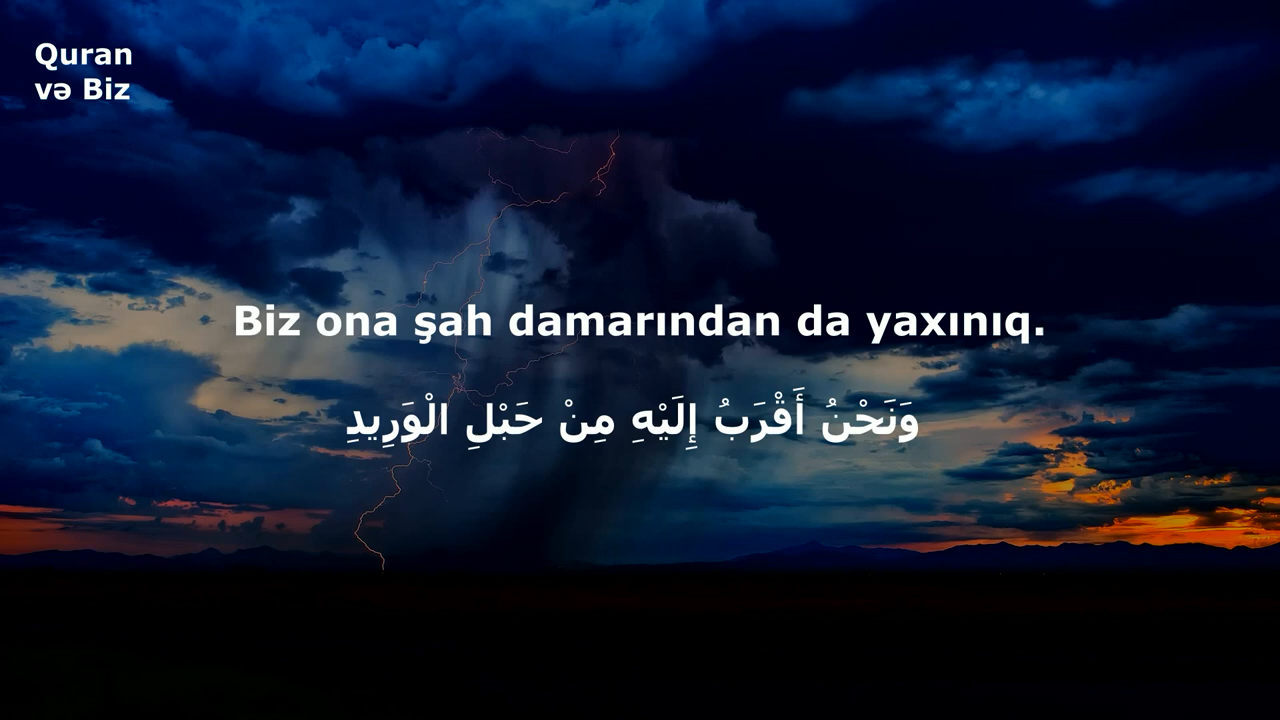 Quran
və Biz
Biz ona şah damarından da yaxınıq.
وَنَحْنُ أَقْرَبُ إِلَيْهِ مِنْ حَبْلِ الْوَرِيدِ